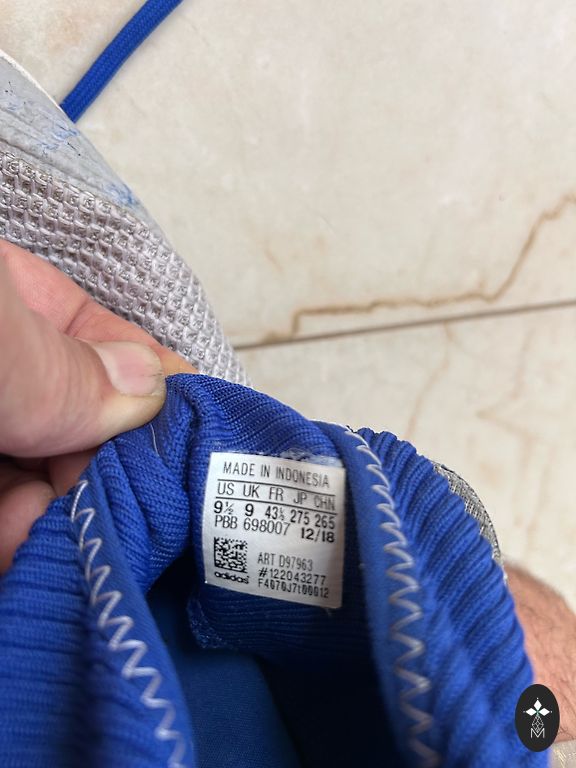 MADE IN INDONESIA
US UK FR JP CHN
9½ 9 43⅓ 275 265
PBB 698007 12/18
ART D97963
#122043277
adidas F4070J7t00012
M